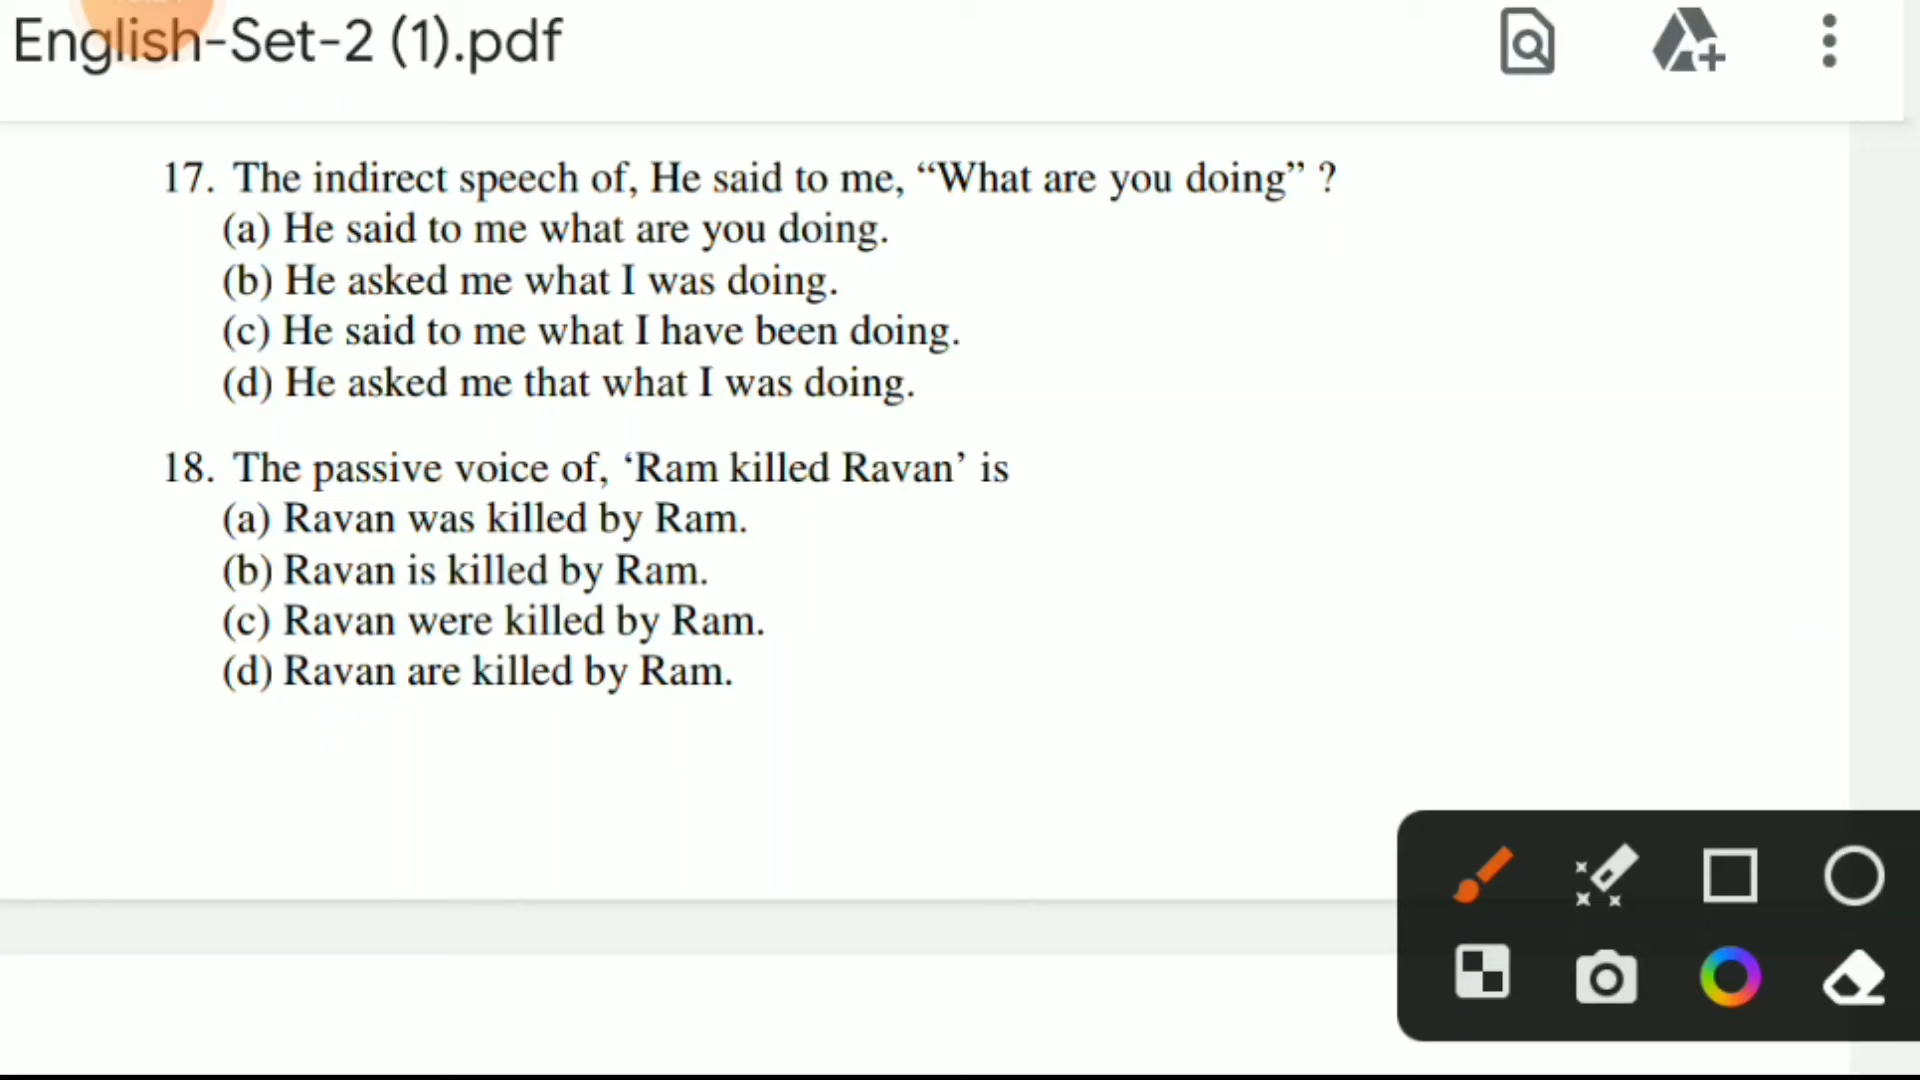 English-Set-2 (1).pdf
17. The indirect speech of, He said to me, “What are you doing” ?
(a) He said to me what are you doing.
(b) He asked me what I was doing.
(c) He said to me what I have been doing.
(d) He asked me that what I was doing.
18. The passive voice of, ‘Ram killed Ravan’ is
(a) Ravan was killed by Ram.
(b) Ravan is killed by Ram.
(c) Ravan were killed by Ram.
(d) Ravan are killed by Ram.